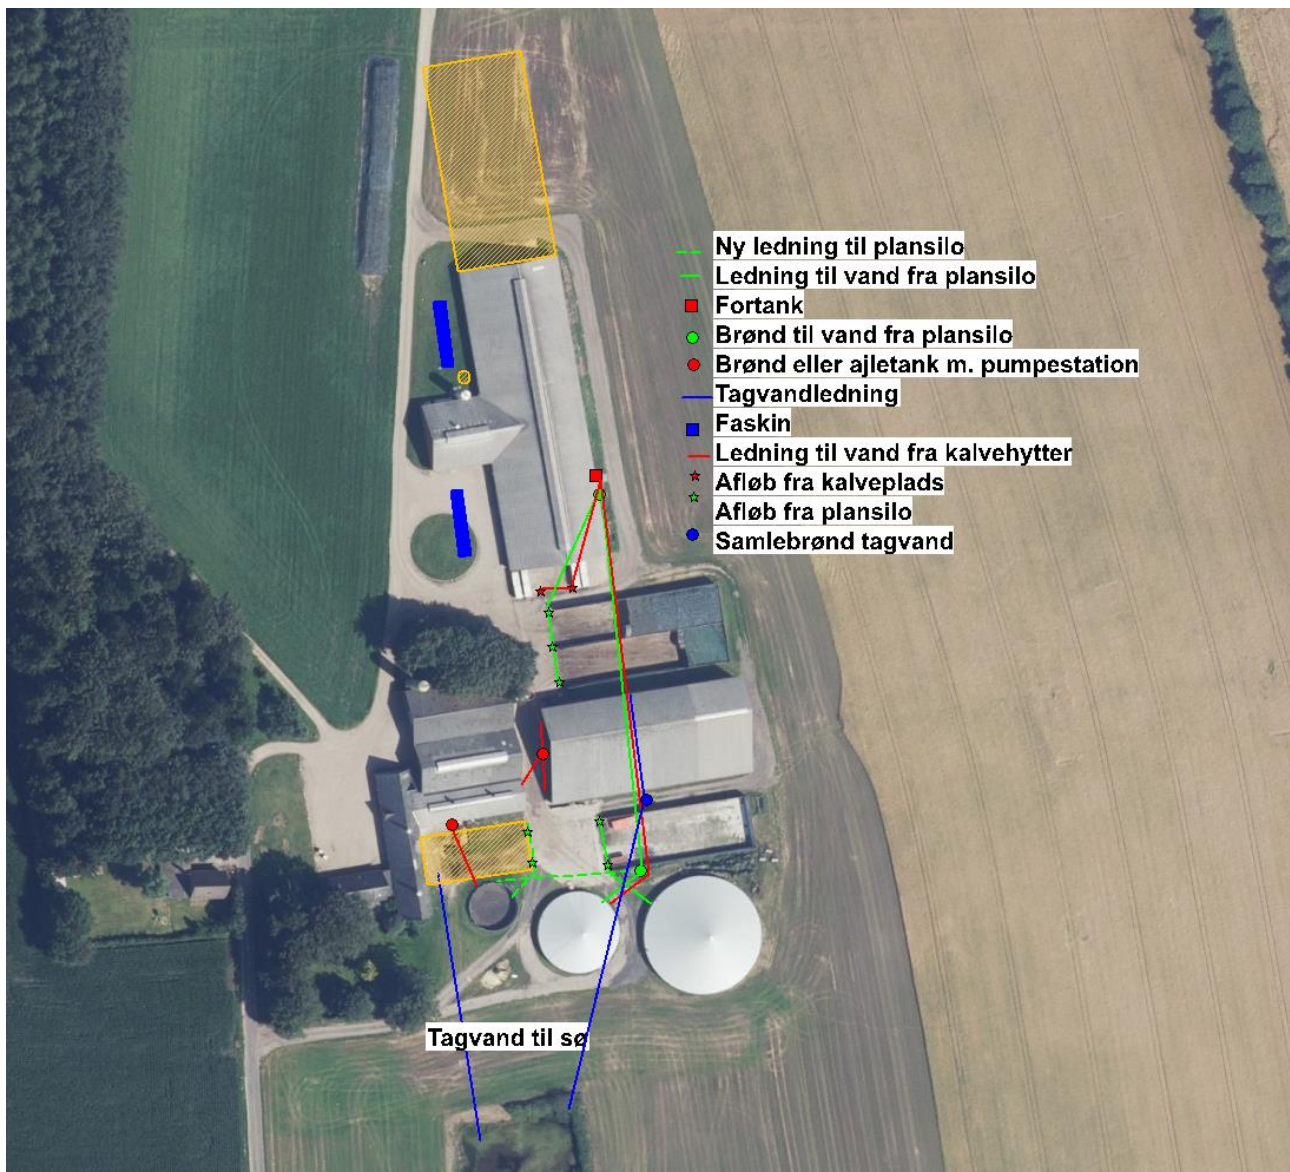 Ny ledning til plansilo
Ledning til vand fra plansilo
Fortank
Brønd til vand fra plansilo
Brønd eller ajletank m. pumpestation
Tagvandledning
Faskin
Ledning til vand fra kalvehytter
Afløb fra kalveplads
Afløb fra plansilo
Samlebrønd tagvand
Tagvand til sø